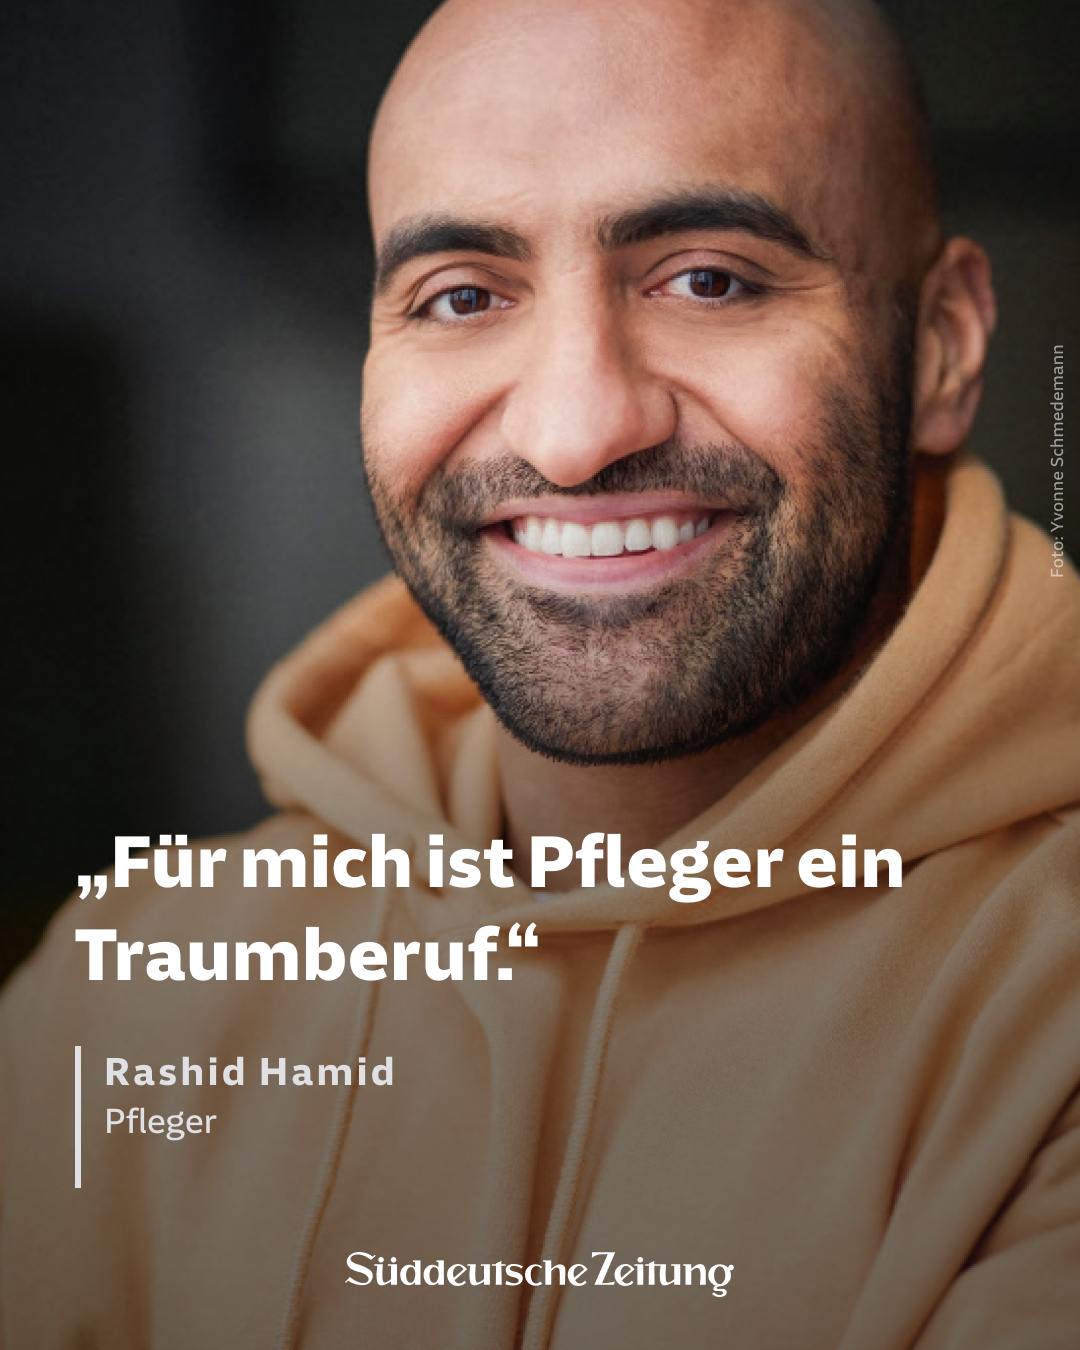 Foto: Yvonne Schmedemann
„Für mich ist Pfleger ein
Traumberuf.“
Rashid Hamid
Pfleger
Süddeutsche Zeitung